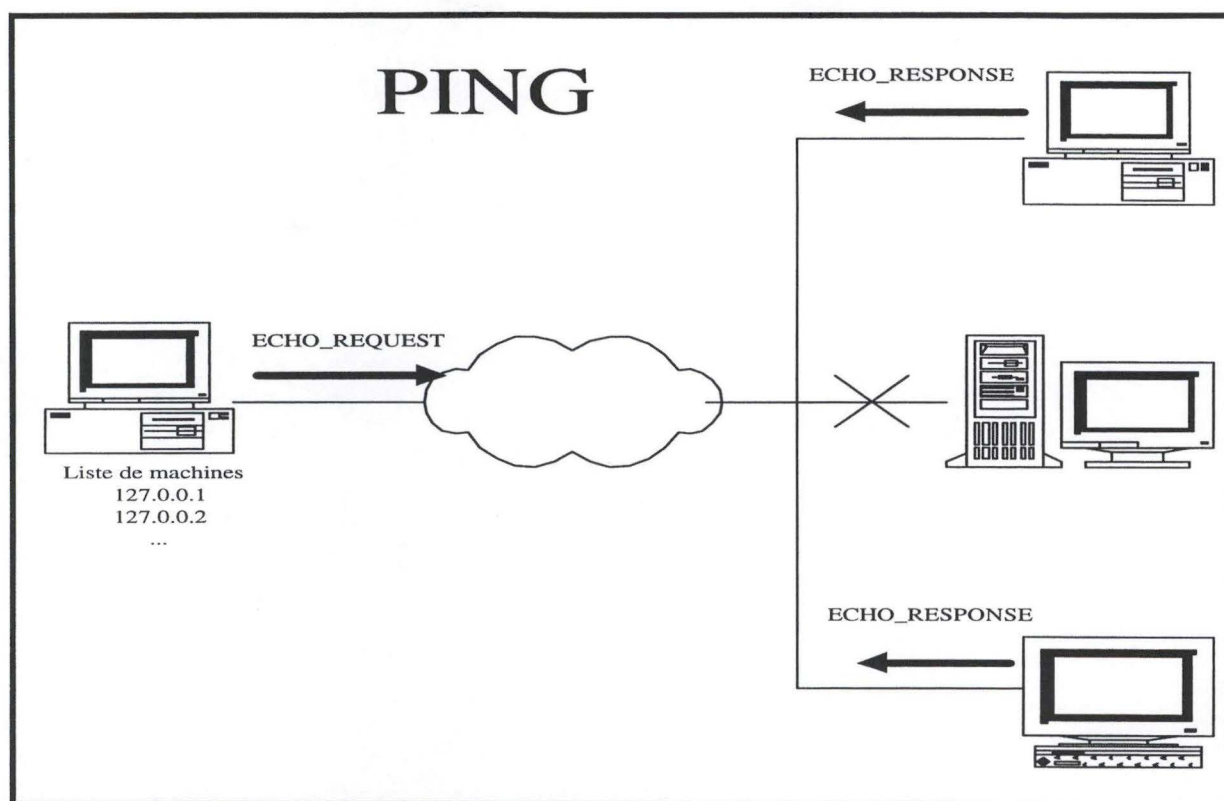 PING
ECHO_RESPONSE
ECHO_REQUEST
Liste de machines
127.0.0.1
127.0.0.2
...
ECHO_RESPONSE